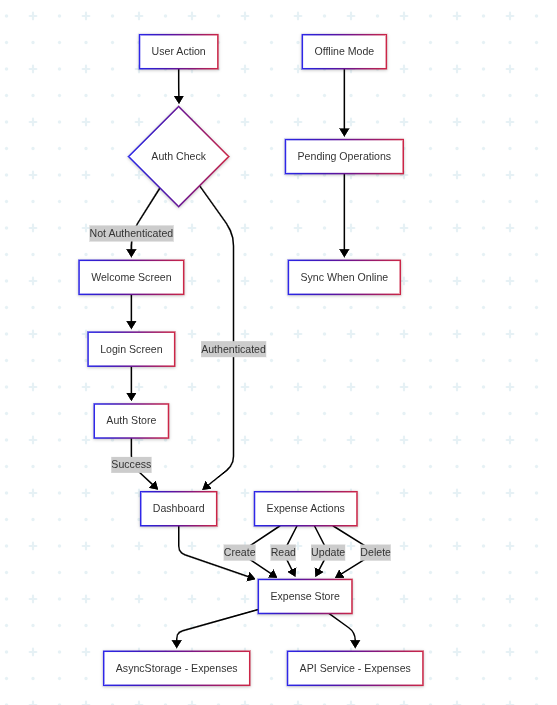 User Action
Offline Mode
Auth Check
Pending Operations
Not Authenticated
Welcome Screen
Sync When Online
Login Screen
Authenticated
Auth Store
Success
Dashboard
Expense Actions
Create
Read
Update
Delete
Expense Store
AsyncStorage - Expenses
API Service - Expenses